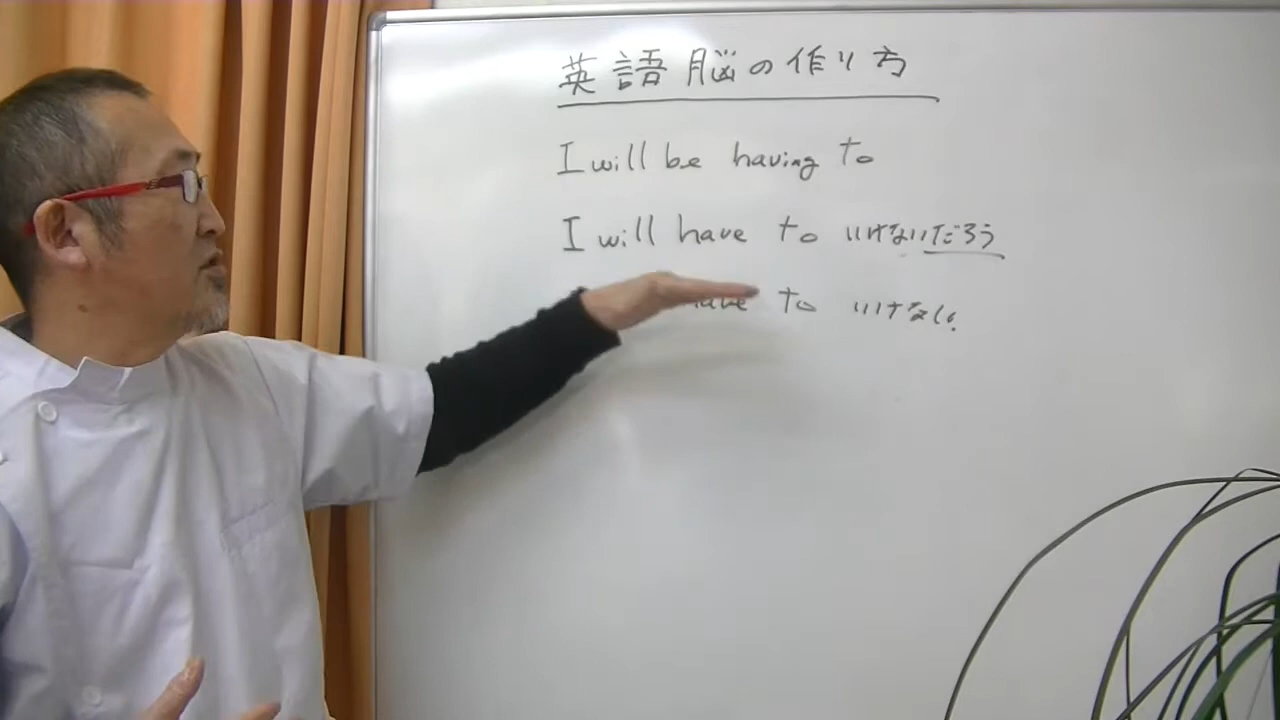 英語脳の作り方
I will be having to
I will have to いけないだろう
have to いけない。